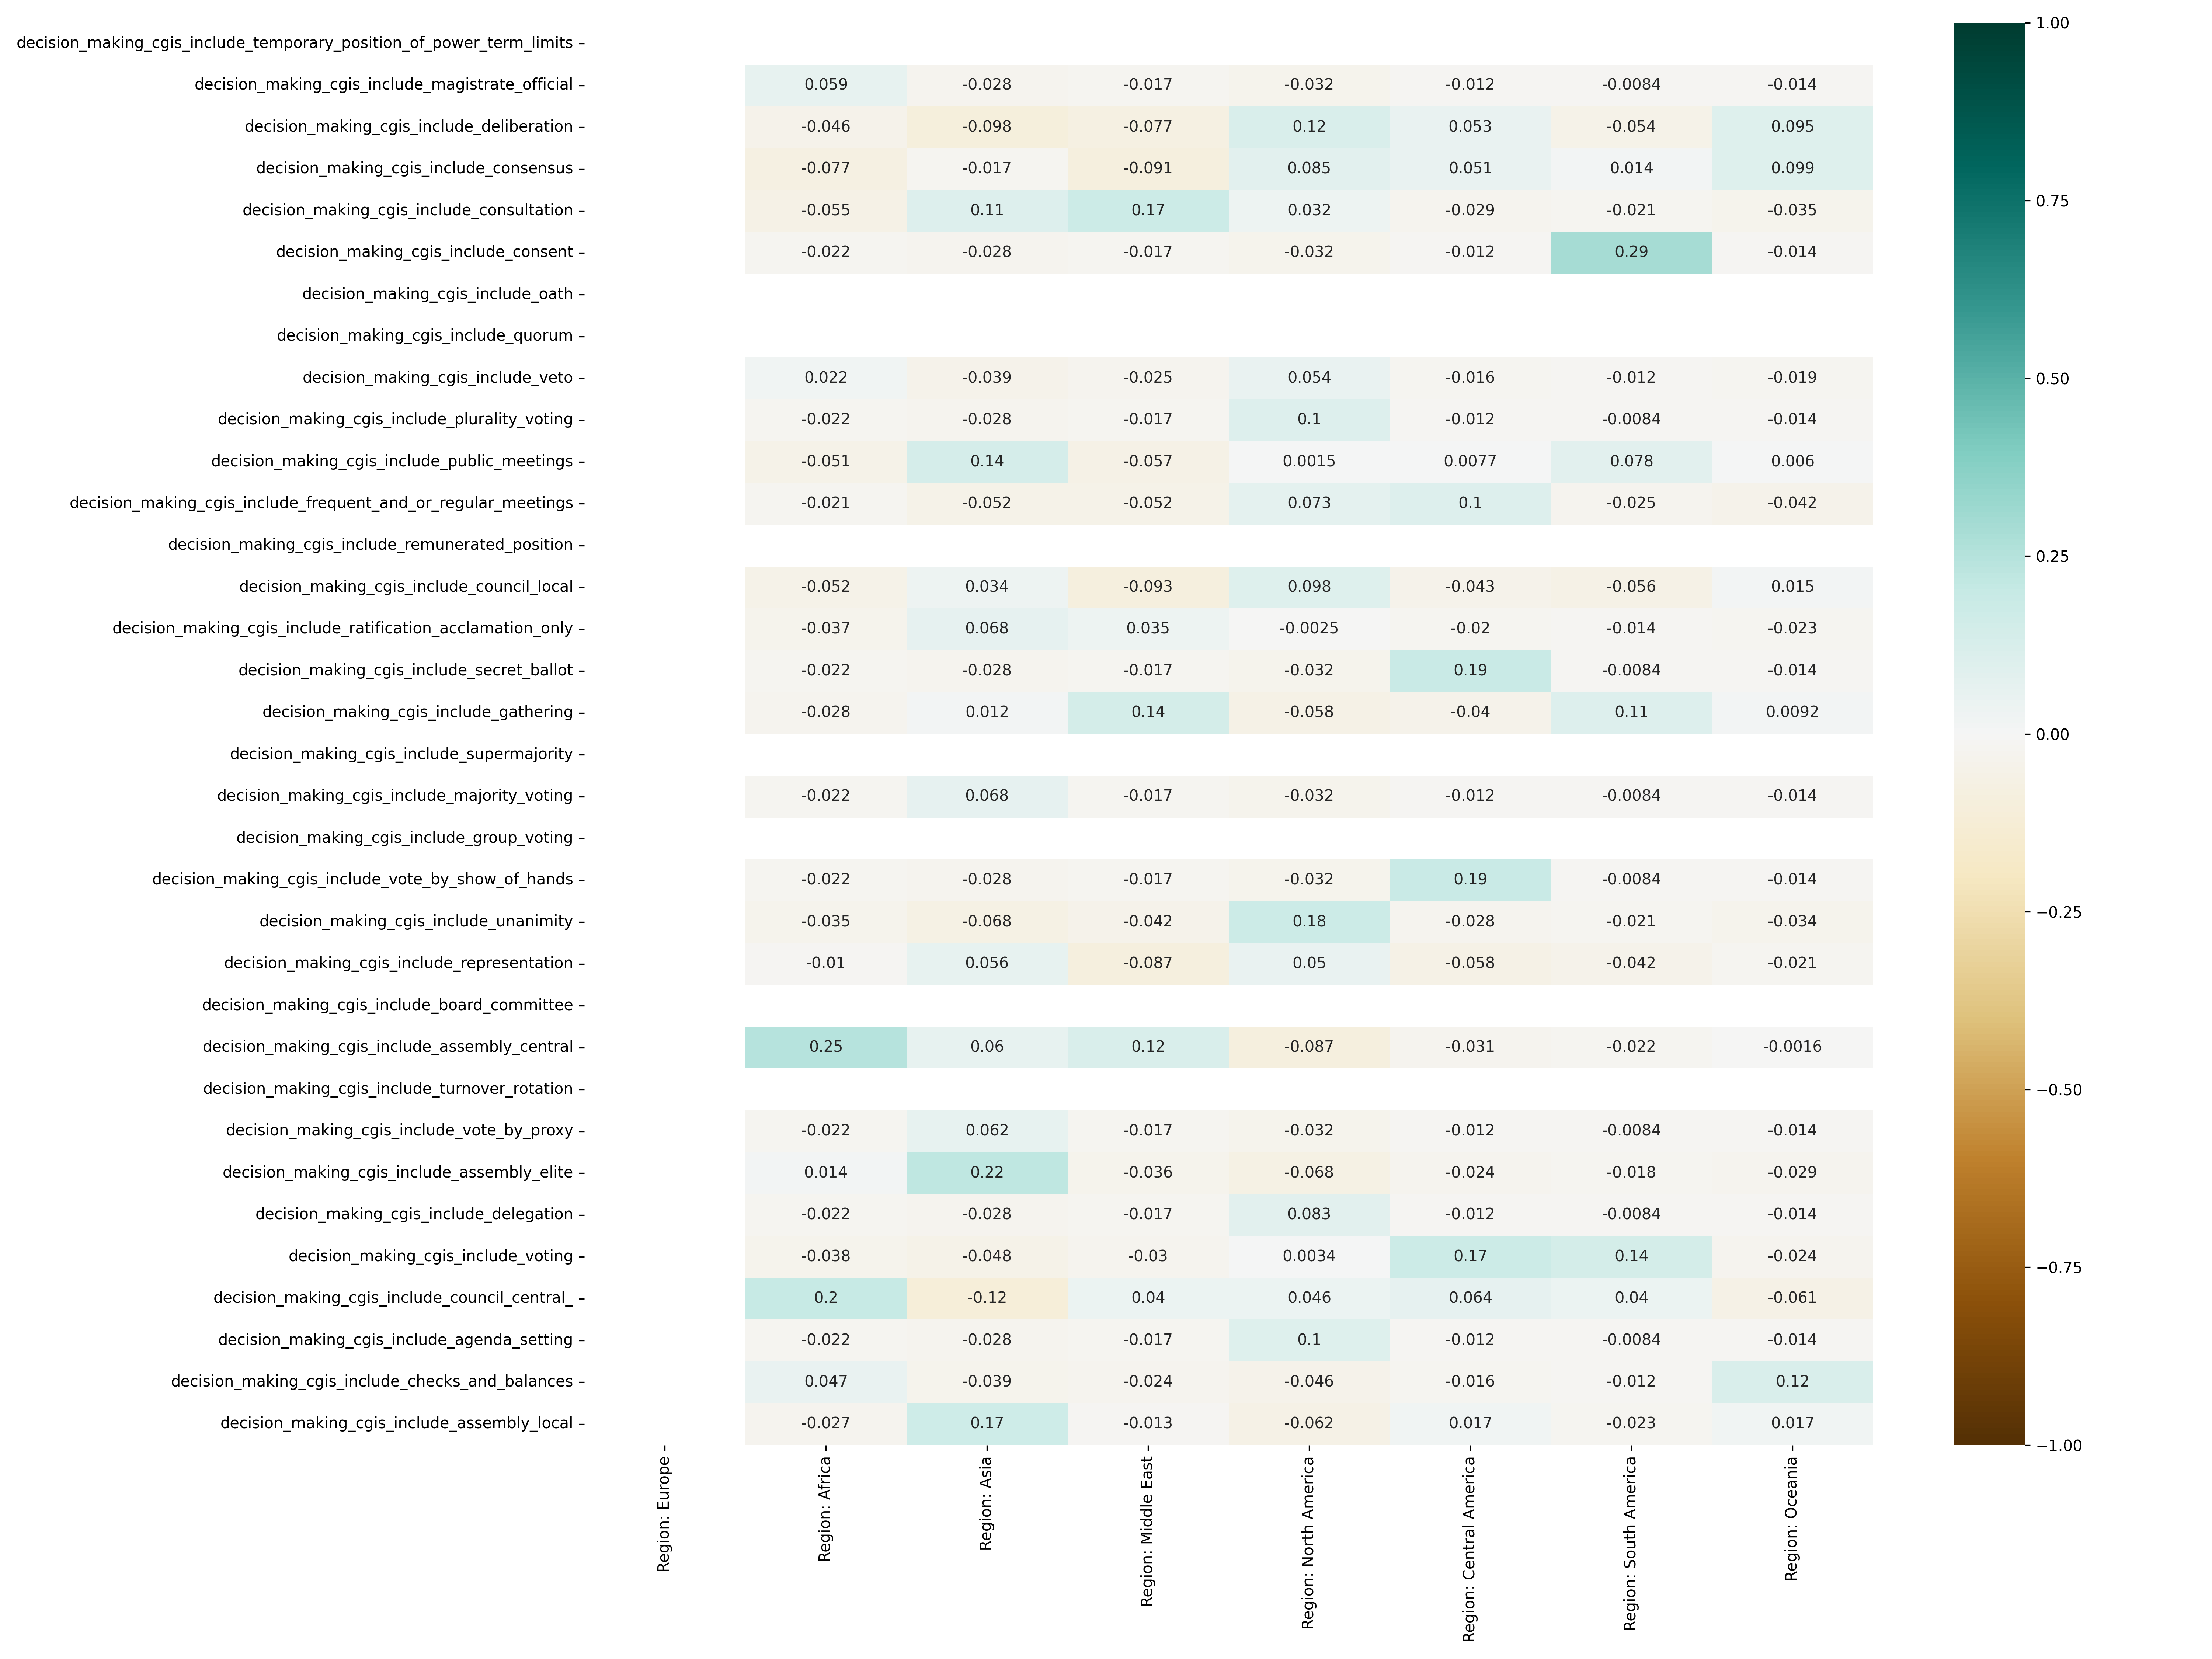 decision_making_cgis_include_temporary_position_of_power_term_limits
decision_making_cgis_include_magistrate_official 0.059 -0.028 -0.017 -0.032 -0.012 -0.0084 -0.014
decision_making_cgis_include_deliberation -0.046 -0.098 -0.077 0.12 0.053 -0.054 0.095
decision_making_cgis_include_consensus -0.077 -0.017 -0.091 0.085 0.051 0.014 0.099
decision_making_cgis_include_consultation -0.055 0.11 0.17 0.032 -0.029 -0.021 -0.035
decision_making_cgis_include_consent -0.022 -0.028 -0.017 -0.032 -0.012 0.29 -0.014
decision_making_cgis_include_oath
decision_making_cgis_include_quorum
decision_making_cgis_include_veto 0.022 -0.039 -0.025 0.054 -0.016 -0.012 -0.019
decision_making_cgis_include_plurality_voting -0.022 -0.028 -0.017 0.1 -0.012 -0.0084 -0.014
decision_making_cgis_include_public_meetings -0.051 0.14 -0.057 0.0015 0.0077 0.078 0.006
decision_making_cgis_include_frequent_and_or_regular_meetings -0.021 -0.052 -0.052 0.073 0.1 -0.025 -0.042
decision_making_cgis_include_remunerated_position
decision_making_cgis_include_council_local -0.052 0.034 -0.093 0.098 -0.043 -0.056 0.015
decision_making_cgis_include_ratification_acclamation_only -0.037 0.068 0.035 -0.0025 -0.02 -0.014 -0.023
decision_making_cgis_include_secret_ballot -0.022 -0.028 -0.017 -0.032 0.19 -0.0084 -0.014
decision_making_cgis_include_gathering -0.028 0.012 0.14 -0.058 -0.04 0.11 0.0092
decision_making_cgis_include_supermajority
decision_making_cgis_include_majority_voting -0.022 0.068 -0.017 -0.032 -0.012 -0.0084 -0.014
decision_making_cgis_include_group_voting
decision_making_cgis_include_vote_by_show_of_hands -0.022 -0.028 -0.017 -0.032 0.19 -0.0084 -0.014
decision_making_cgis_include_unanimity -0.035 -0.068 -0.042 0.18 -0.028 -0.021 -0.034
decision_making_cgis_include_representation -0.01 0.056 -0.087 0.05 -0.058 -0.042 -0.021
decision_making_cgis_include_board_committee
decision_making_cgis_include_assembly_central 0.25 0.06 0.12 -0.087 -0.031 -0.022 -0.0016
decision_making_cgis_include_turnover_rotation
decision_making_cgis_include_vote_by_proxy -0.022 0.062 -0.017 -0.032 -0.012 -0.0084 -0.014
decision_making_cgis_include_assembly_elite 0.014 0.22 -0.036 -0.068 -0.024 -0.018 -0.029
decision_making_cgis_include_delegation -0.022 -0.028 -0.017 0.083 -0.012 -0.0084 -0.014
decision_making_cgis_include_voting -0.038 -0.048 -0.03 0.0034 0.17 0.14 -0.024
decision_making_cgis_include_council_central_ 0.2 -0.12 0.04 0.046 0.064 0.04 -0.061
decision_making_cgis_include_agenda_setting -0.022 -0.028 -0.017 0.1 -0.012 -0.0084 -0.014
decision_making_cgis_include_checks_and_balances 0.047 -0.039 -0.024 -0.046 -0.016 -0.012 0.12
decision_making_cgis_include_assembly_local -0.027 0.17 -0.013 -0.062 0.017 -0.023 0.017
Region: Europe
Region: Africa
Region: Asia
Region: Middle East
Region: North America
Region: Central America
Region: South America
Region: Oceania
1.00
0.75
0.50
0.25
0.00
−0.25
−0.50
−0.75
−1.00